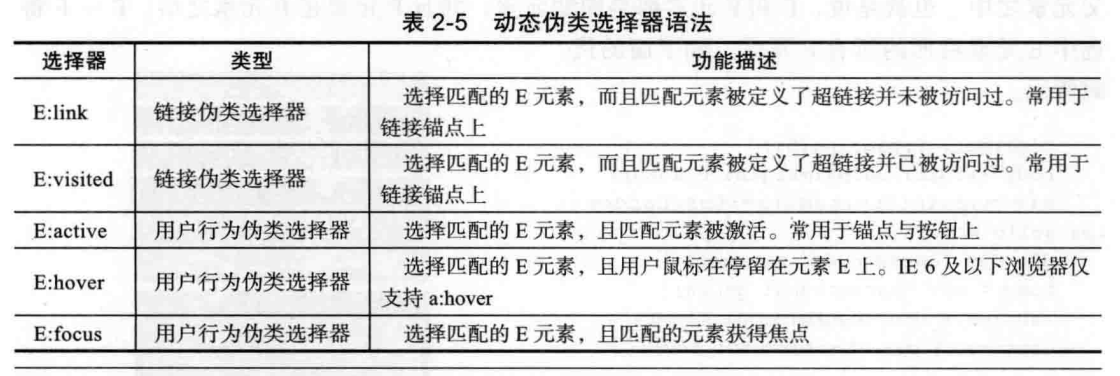 表 2-5 动态伪类选择器语法
选择器 类型 功能描述
E:link 链接伪类选择器 选择匹配的 E 元素，而且匹配元素被定义了超链接并未被访问过。常用于
链接锚点上
E:visited 链接伪类选择器 选择匹配的 E 元素，而且匹配元素被定义了超链接并已被访问过。常用于
链接锚点上
E:active 用户行为伪类选择器 选择匹配的 E 元素，且匹配元素被激活。常用于锚点与按钮上
E:hover 用户行为伪类选择器 选择匹配的 E 元素，且用户鼠标在停留在元素 E 上。IE 6 及以下浏览器仅
支持 a:hover
E:focus 用户行为伪类选择器 选择匹配的 E 元素，且匹配的元素获得焦点